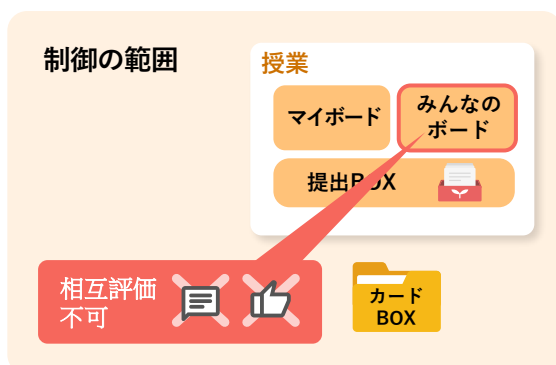 制御の範囲
授業
マイボード
みんなの
ボード
提出BOX
相互評価
不可
カード
BOX